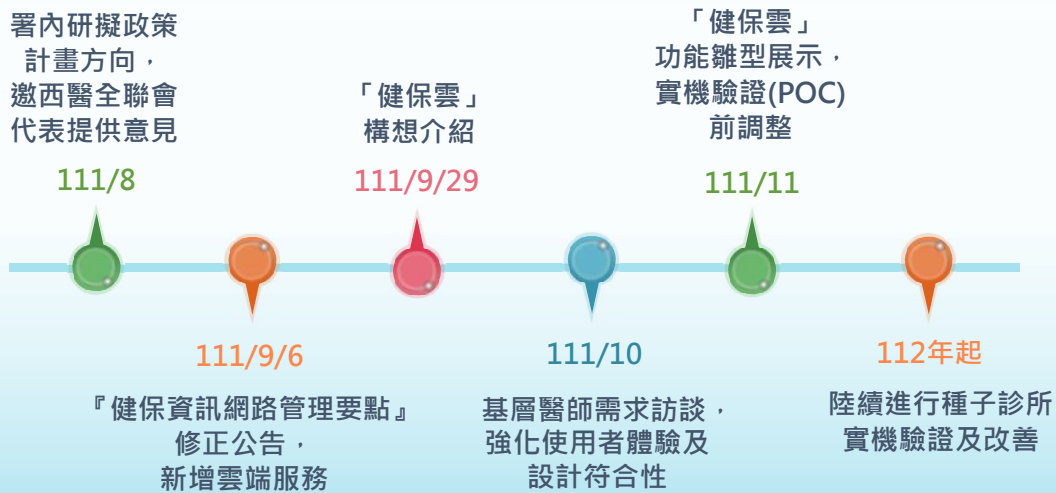 署內研擬政策
計畫方向，
邀西醫全聯會
代表提供意見
111/8
111/9/6
『健保資訊網路管理要點』
修正公告，
新增雲端服務
「健保雲」
構想介紹
111/9/29
111/10
基層醫師需求訪談，
強化使用者體驗及
設計符合性
「健保雲」
功能雛型展示，
實機驗證(POC)
前調整
111/11
112年起
陸續進行種子診所
實機驗證及改善